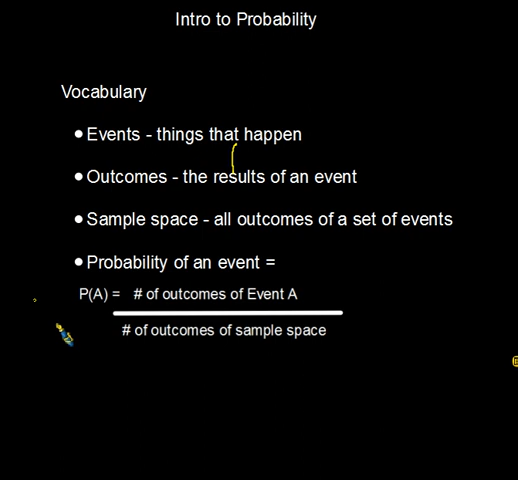 Intro to Probability
Vocabulary
• Events - things that happen
• Outcomes - the results of an event
• Sample space - all outcomes of a set of events
• Probability of an event =
P(A) = # of outcomes of Event A
# of outcomes of sample space